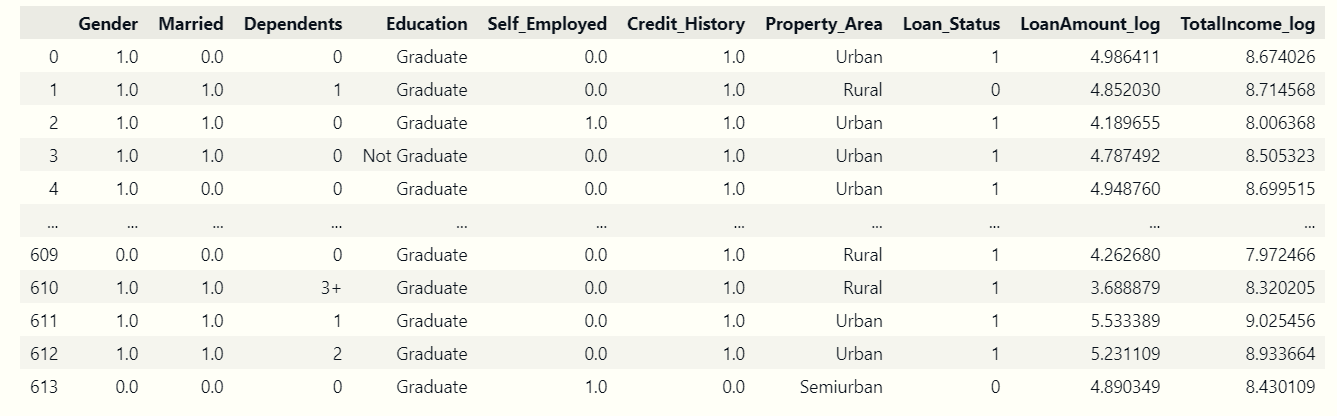 Gender Married Dependents Education Self_Employed Credit_History Property_Area Loan_Status LoanAmount_log TotalIncome_log
0 1.0 0.0 0 Graduate 0.0 1.0 Urban 1 4.986411 8.674026
1 1.0 1.0 1 Graduate 0.0 1.0 Rural 0 4.852030 8.714568
2 1.0 1.0 0 Graduate 1.0 1.0 Urban 1 4.189655 8.006368
3 1.0 1.0 0 Not Graduate 0.0 1.0 Urban 1 4.787492 8.505323
4 1.0 0.0 0 Graduate 0.0 1.0 Urban 1 4.948760 8.699515
... ... ... ... ... ... ... ... ... ... ...
609 0.0 0.0 0 Graduate 0.0 1.0 Rural 1 4.262680 7.972466
610 1.0 1.0 3+ Graduate 0.0 1.0 Rural 1 3.688879 8.320205
611 1.0 1.0 1 Graduate 0.0 1.0 Urban 1 5.533389 9.025456
612 1.0 1.0 2 Graduate 0.0 1.0 Urban 1 5.231109 8.933664
613 0.0 0.0 0 Graduate 1.0 0.0 Semiurban 0 4.890349 8.430109